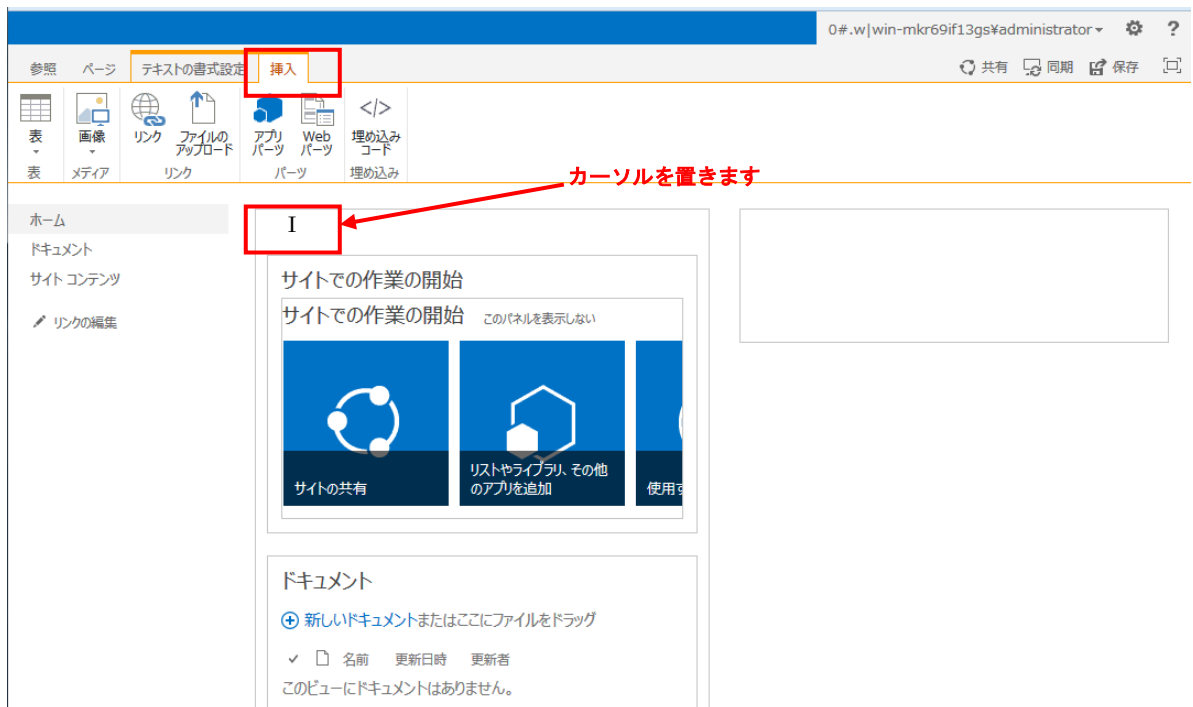 0#.w|win-mkr69if13gs¥administrator
?
参照 ページ テキストの書式設定 挿入
共有 同期 保存
表 画像 リンク ファイルの
アップロード アプリ
パーツ Web
パーツ 埋め込み
コード
表 メディア リンク パーツ 埋め込み
カーソルを置きます
ホーム
ドキュメント
サイト コンテンツ
リンクの編集
I
サイトでの作業の開始
サイトでの作業の開始 このパネルを表示しない
サイトの共有
リストやライブラリ、その他
のアプリを追加
使用
ドキュメント
新しいドキュメントまたはここにファイルをドラッグ
名前 更新日時 更新者
このビューにドキュメントはありません。